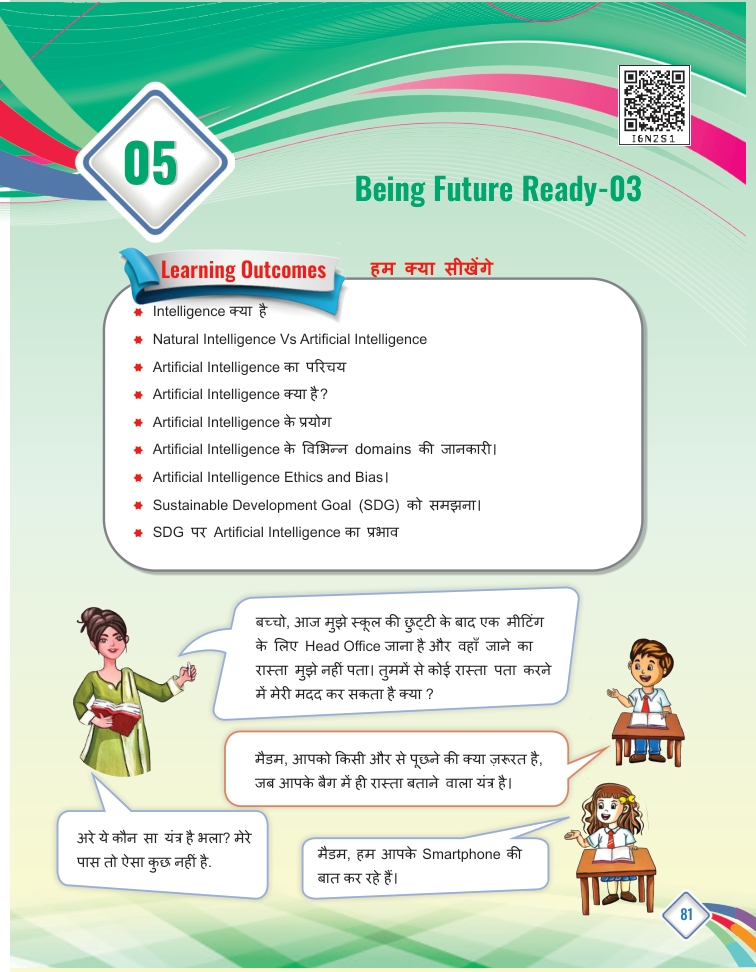 I6N2S1
05
Being Future Ready-03
Learning Outcomes
हम क्या सीखेंगे
Intelligence क्या है
Natural Intelligence Vs Artificial Intelligence
Artificial Intelligence का परिचय
Artificial Intelligence क्या है?
Artificial Intelligence के प्रयोग
Artificial Intelligence के विभिन्न domains की जानकारी।
Artificial Intelligence Ethics and Bias।
Sustainable Development Goal (SDG) को समझना।
SDG पर Artificial Intelligence का प्रभाव
बच्चो, आज मुझे स्कूल की छुट्टी के बाद एक मीटिंग
के लिए Head Office जाना है और वहाँ जाने का
रास्ता मुझे नहीं पता। तुममें से कोई रास्ता पता करने
में मेरी मदद कर सकता है क्या ?
मैडम, आपको किसी और से पूछने की क्या ज़रूरत है,
जब आपके बैग में ही रास्ता बताने वाला यंत्र है।
अरे ये कौन सा यंत्र है भला? मेरे
पास तो ऐसा कुछ नहीं है.
मैडम, हम आपके Smartphone की
बात कर रहे हैं।
81